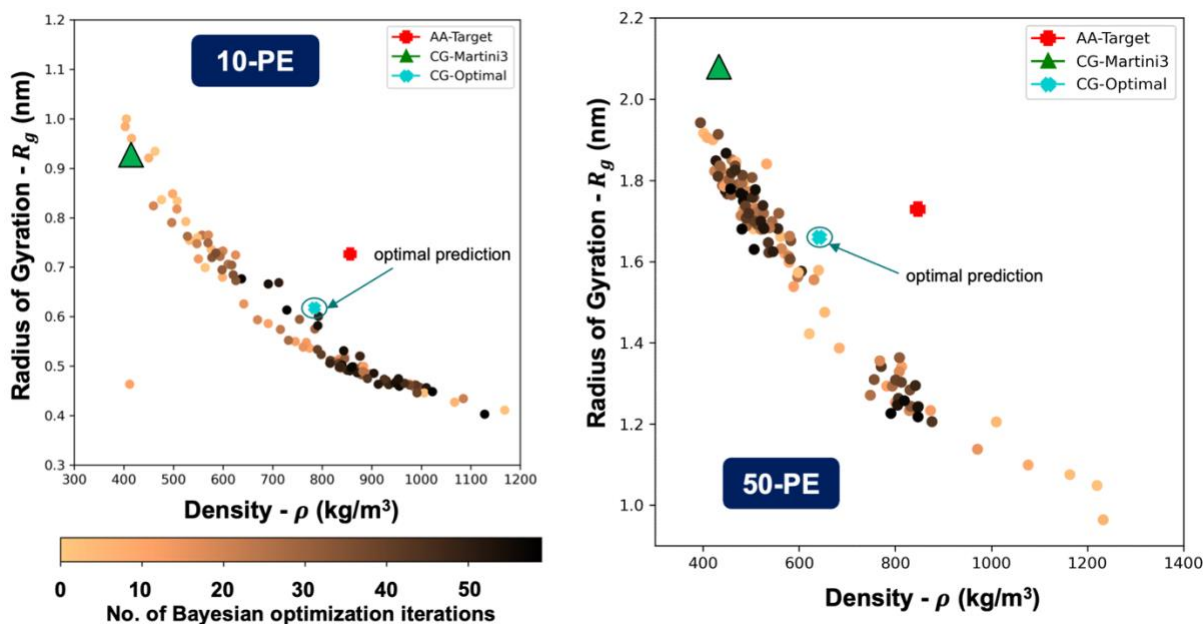 1.2
1.1
1.0
0.9
0.8
0.7
0.6
0.5
0.4
0.3
Radius of Gyration - R_g (nm)
10-PE
AA-Target
CG-Martini3
CG-Optimal
optimal prediction
300 400 500 600 700 800 900 1000 1100 1200
Density - ρ (kg/m³)
0 10 20 30 40 50
No. of Bayesian optimization iterations
2.2
2.0
1.8
1.6
1.4
1.2
1.0
Radius of Gyration - R_g (nm)
AA-Target
CG-Martini3
CG-Optimal
optimal prediction
50-PE
400 600 800 1000 1200 1400
Density - ρ (kg/m³)